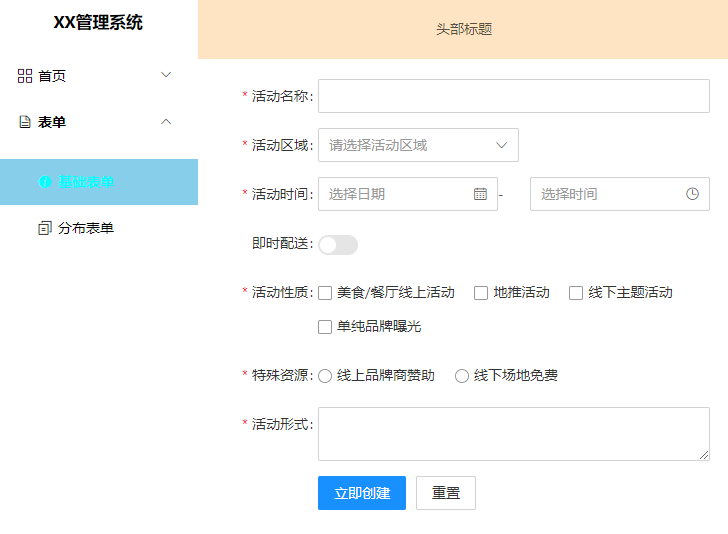 XX管理系统
头部标题
首页
表单
基础表单
分布表单
* 活动名称:
* 活动区域: 请选择活动区域
* 活动时间: 选择日期 - 选择时间
即时配送:
* 活动性质: 美食/餐厅线上活动 地推活动 线下主题活动
单纯品牌曝光
* 特殊资源: 线上品牌商赞助 线下场地免费
* 活动形式:
立即创建 重置